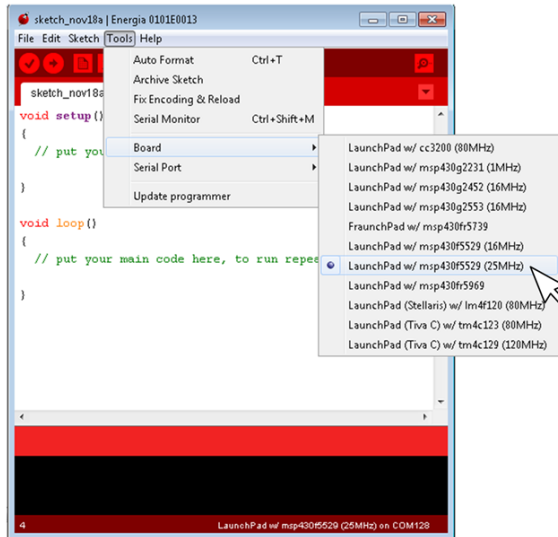 sketch_nov18a | Energia 0101E0013
File Edit Sketch Tools Help
sketch_nov18a
void setup()
{
// put you
}
void loop()
{
// put your main code here, to run repea
}
Auto Format Ctrl+T
Archive Sketch
Fix Encoding & Reload
Serial Monitor Ctrl+Shift+M
Board
Serial Port
Update programmer
LaunchPad w/ cc3200 (80MHz)
LaunchPad w/ msp430g2231 (1MHz)
LaunchPad w/ msp430g2452 (16MHz)
LaunchPad w/ msp430g2553 (16MHz)
FraunchPad w/ msp430fr5739
LaunchPad w/ msp430f5529 (16MHz)
LaunchPad w/ msp430f5529 (25MHz)
LaunchPad w/ msp430fr5969
LaunchPad (Stellaris) w/ lm4f120 (80MHz)
LaunchPad (Tiva C) w/ tm4c123 (80MHz)
LaunchPad (Tiva C) w/ tm4c129 (120MHz)
4 LaunchPad w/ msp430f5529 (25MHz) on COM128